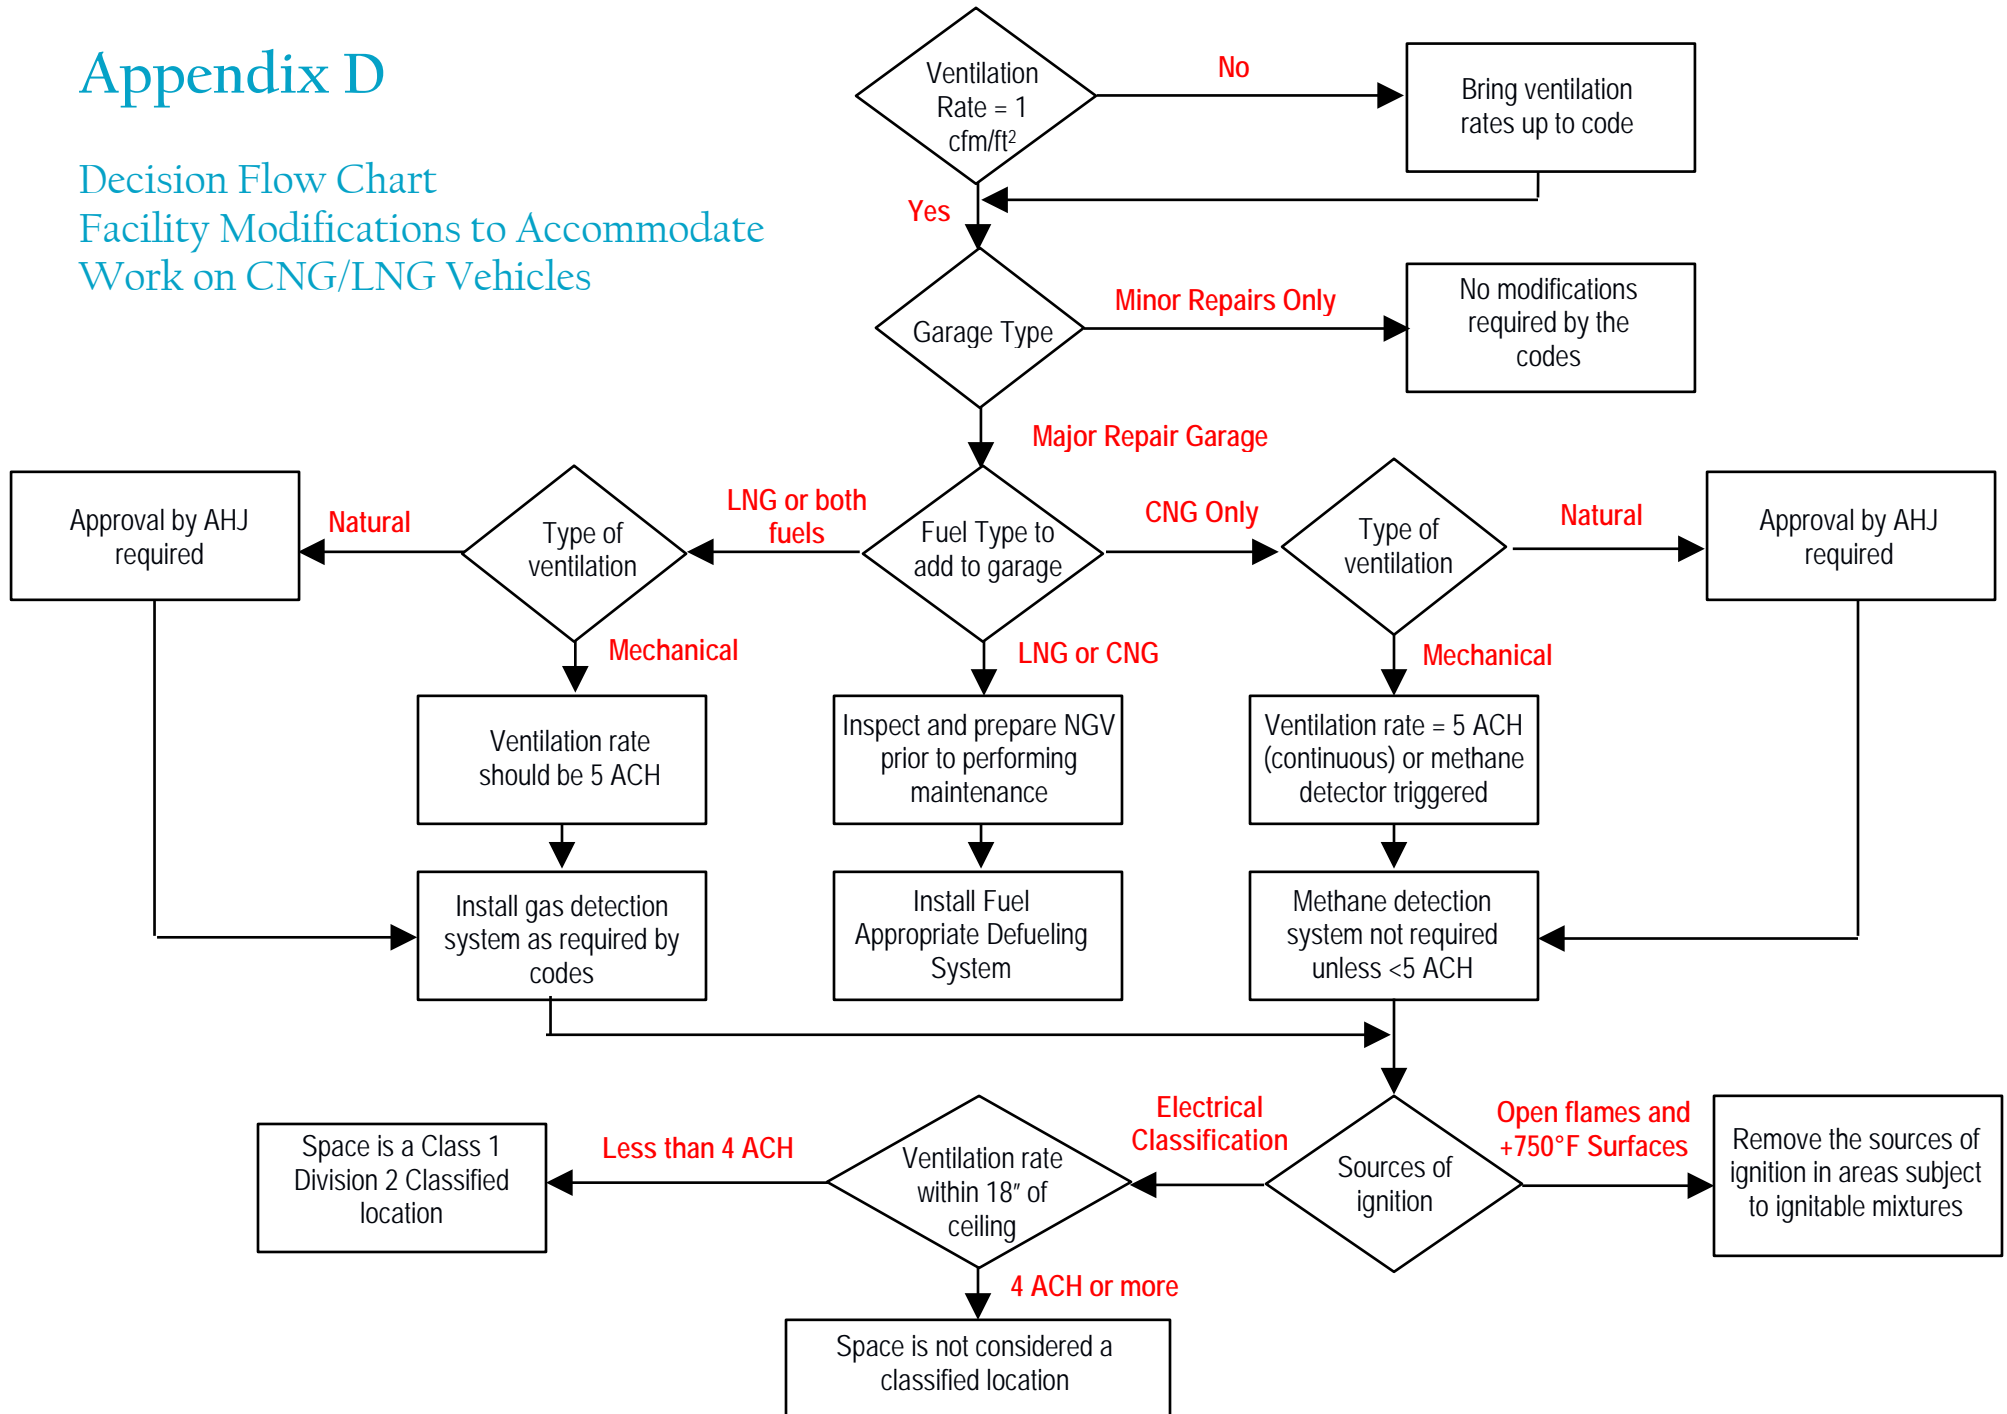 Appendix D
Decision Flow Chart
Facility Modifications to Accommodate
Work on CNG/LNG Vehicles
Ventilation
Rate = 1
cfm/ft²
No
Bring ventilation
rates up to code
Yes
Garage Type
Minor Repairs Only
No modifications
required by the
codes
Major Repair Garage
Approval by AHJ
required
Natural
Type of
ventilation
LNG or both
fuels
Fuel Type to
add to garage
CNG Only
Type of
ventilation
Natural
Approval by AHJ
required
Mechanical
LNG or CNG
Mechanical
Ventilation rate
should be 5 ACH
Inspect and prepare NGV
prior to performing
maintenance
Ventilation rate = 5 ACH
(continuous) or methane
detector triggered
Install gas detection
system as required by
codes
Install Fuel
Appropriate Defueling
System
Methane detection
system not required
unless <5 ACH
Space is a Class 1
Division 2 Classified
location
Less than 4 ACH
Ventilation rate
within 18″ of
ceiling
Electrical
Classification
Sources of
ignition
Open flames and
+750°F Surfaces
Remove the sources of
ignition in areas subject
to ignitable mixtures
4 ACH or more
Space is not considered a
classified location